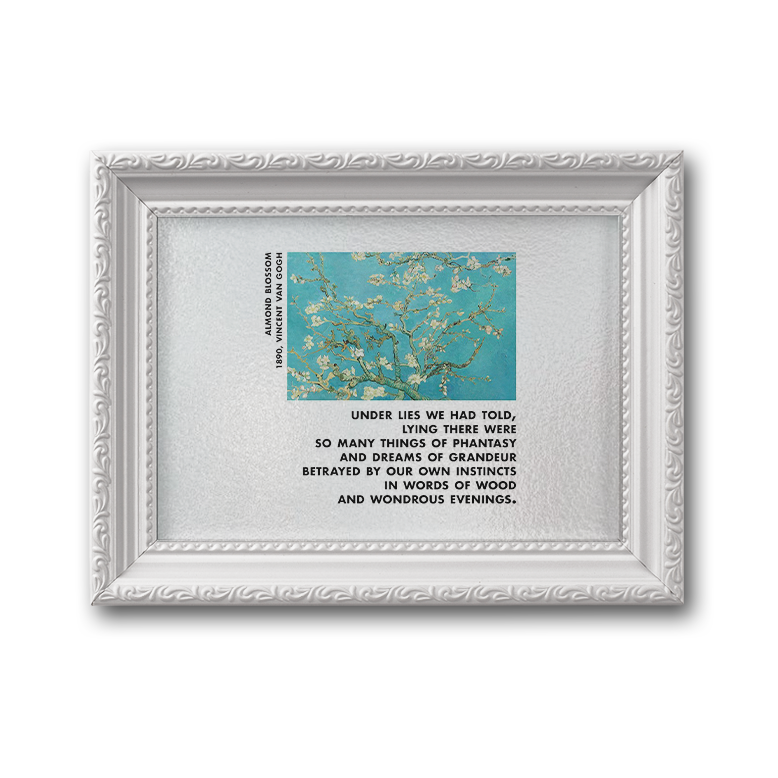 ALMOND BLOSSOM
1890, VINCENT VAN GOGH
UNDER LIES WE HAD TOLD,
LYING THERE WERE
SO MANY THINGS OF PHANTASY
AND DREAMS OF GRANDEUR
BETRAYED BY OUR OWN INSTINCTS
IN WORDS OF WOOD
AND WONDROUS EVENINGS.